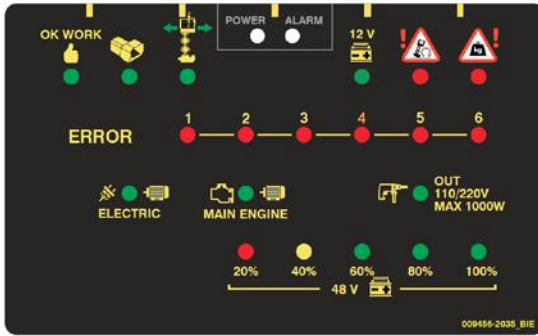 POWER ALARM
OK WORK
12 V
!
kg !
1 2 3 4 5 6
ERROR
ELECTRIC
MAIN ENGINE
OUT
110/220V
MAX 1000W
20% 40% 60% 80% 100%
48 V
009456-2035_BIE